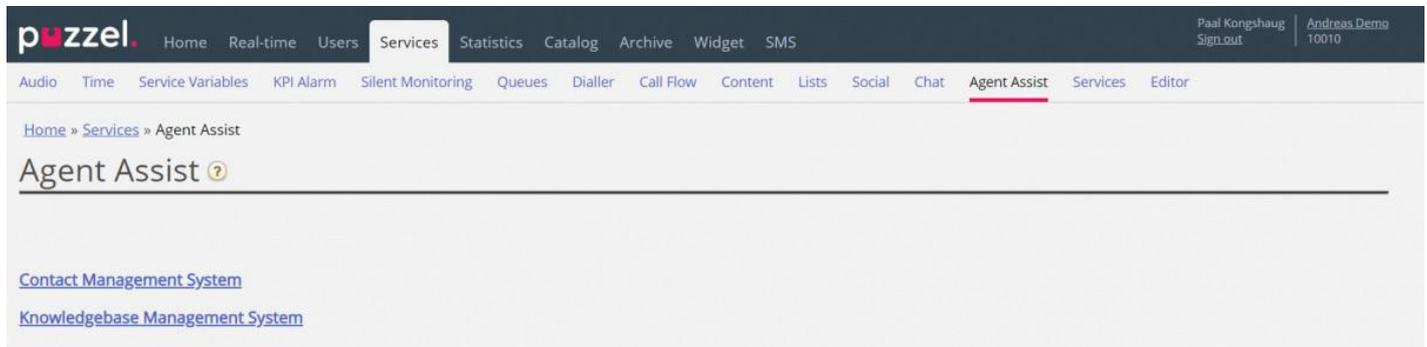 puzzel. Home Real-time Users Services Statistics Catalog Archive Widget SMS Paal Kongshaug Andreas Demo
Sign out 10010
Audio Time Service Variables KPI Alarm Silent Monitoring Queues Dialler Call Flow Content Lists Social Chat Agent Assist Services Editor
Home » Services » Agent Assist
Agent Assist ?
Contact Management System
Knowledgebase Management System